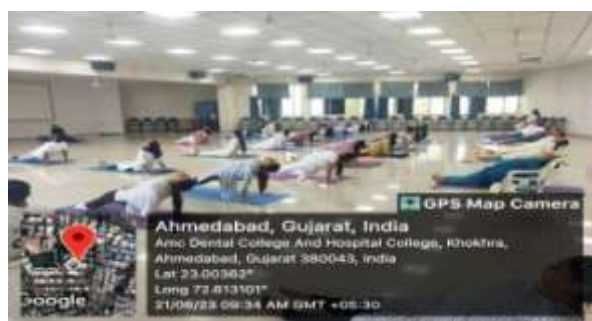 GPS Map Camera
Ahmedabad, Gujarat, India
Amc Dental College And Hospital College, Khokhra,
Ahmedabad, Gujarat 380043, India
Lat 23.00362°
Long 72.613101°
21/06/23 09:34 AM GMT +05:30
Google